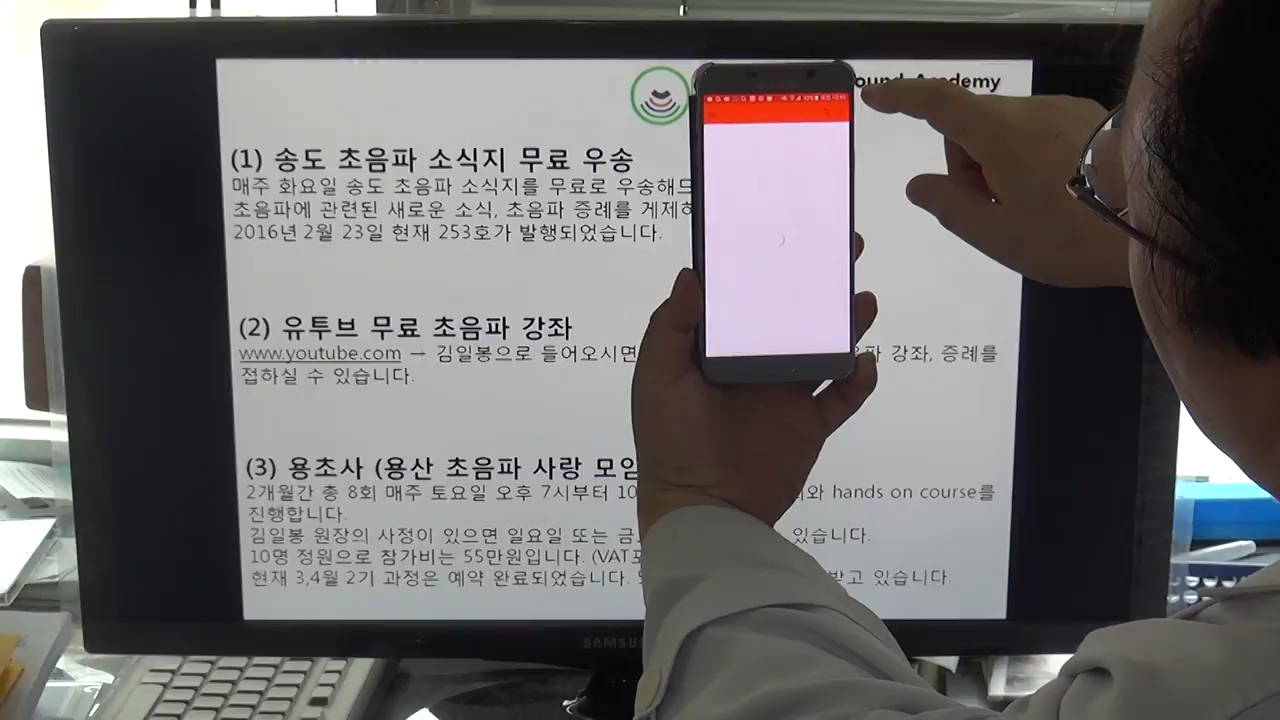 ound Academy
(1) 송도 초음파 소식지 무료 우송
매주 화요일 송도 초음파 소식지를 무료로 우송해드
초음파에 관련된 새로운 소식, 초음파 증례를 게제하
2016년 2월 23일 현재 253호가 발행되었습니다.
(2) 유투브 무료 초음파 강좌
www.youtube.com → 김일봉으로 들어오시면 파 강좌, 증례를
접하실 수 있습니다.
(3) 용초사 (용산 초음파 사랑 모임
2개월간 총 8회 매주 토요일 오후 7시부터 10 와 hands on course를
진행합니다.
김일봉 원장의 사정이 있으면 일요일 또는 금 있습니다.
10명 정원으로 참가비는 55만원입니다. (VAT포
현재 3,4월 2기 과정은 예약 완료되었습니다. 받고 있습니다.
SAMSU